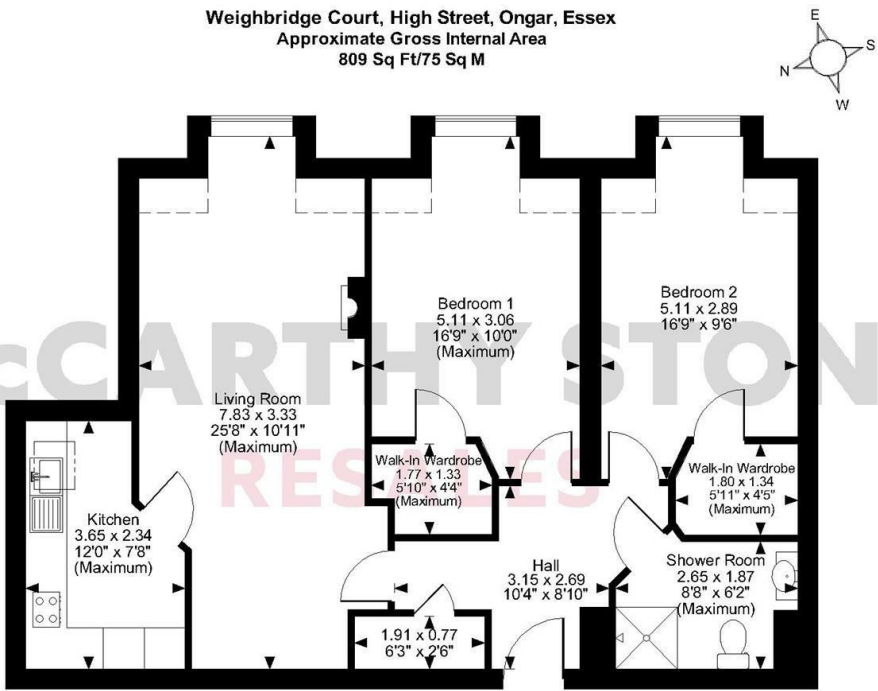 Weighbridge Court, High Street, Ongar, Essex
Approximate Gross Internal Area
809 Sq Ft/75 Sq M
E
S
N
W
Bedroom 1
5.11 x 3.06
16'9" x 10'0"
(Maximum)
Bedroom 2
5.11 x 2.89
16'9" x 9'6"
McCARTHY STON
RESALES
Living Room
7.83 x 3.33
25'8" x 10'11"
(Maximum)
Walk-In Wardrobe
1.77 x 1.33
5'10" x 4'4"
(Maximum)
Walk-In Wardrobe
1.80 x 1.34
5'11" x 4'5"
(Maximum)
Kitchen
3.65 x 2.34
12'0" x 7'8"
(Maximum)
Hall
3.15 x 2.69
10'4" x 8'10"
Shower Room
2.65 x 1.87
8'8" x 6'2"
(Maximum)
1.91 x 0.77
6'3" x 2'6"